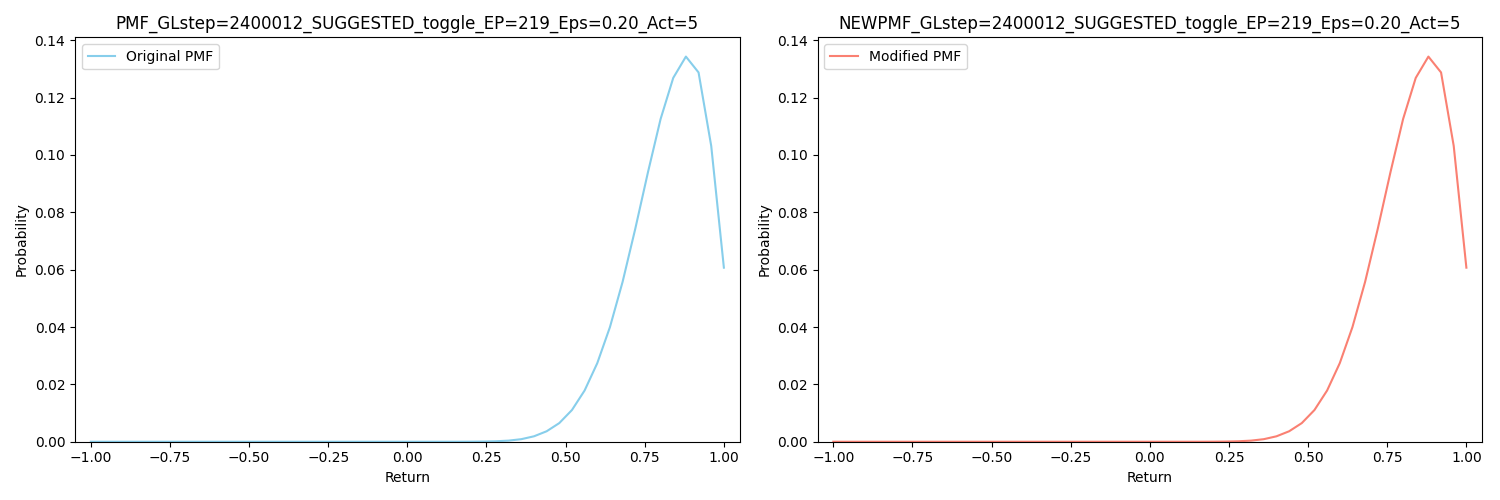 PMF_GLstep=2400012_SUGGESTED_toggle_EP=219_Eps=0.20_Act=5
Original PMF
0.14
0.12
0.10
0.08
0.06
0.04
0.02
0.00
Probability
−1.00 −0.75 −0.50 −0.25 0.00 0.25 0.50 0.75 1.00
Return
NEWPMF_GLstep=2400012_SUGGESTED_toggle_EP=219_Eps=0.20_Act=5
Modified PMF
0.14
0.12
0.10
0.08
0.06
0.04
0.02
0.00
Probability
−1.00 −0.75 −0.50 −0.25 0.00 0.25 0.50 0.75 1.00
Return